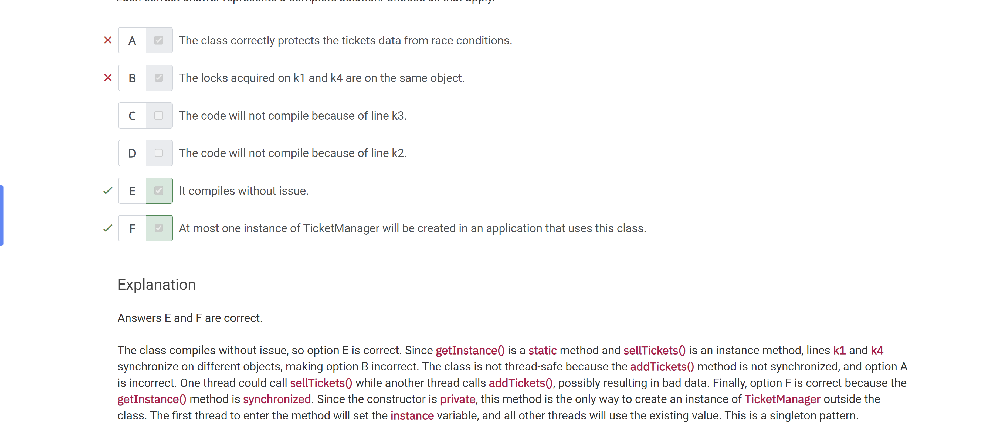 Each correct answer represents a complete solution. Choose all that apply.
A The class correctly protects the tickets data from race conditions.
B The locks acquired on k1 and k4 are on the same object.
C The code will not compile because of line k3.
D The code will not compile because of line k2.
E It compiles without issue.
F At most one instance of TicketManager will be created in an application that uses this class.
Explanation
Answers E and F are correct.
The class compiles without issue, so option E is correct. Since getInstance() is a static method and sellTickets() is an instance method, lines k1 and k4
synchronize on different objects, making option B incorrect. The class is not thread-safe because the addTickets() method is not synchronized, and option A
is incorrect. One thread could call sellTickets() while another thread calls addTickets(), possibly resulting in bad data. Finally, option F is correct because the
getInstance() method is synchronized. Since the constructor is private, this method is the only way to create an instance of TicketManager outside the
class. The first thread to enter the method will set the instance variable, and all other threads will use the existing value. This is a singleton pattern.